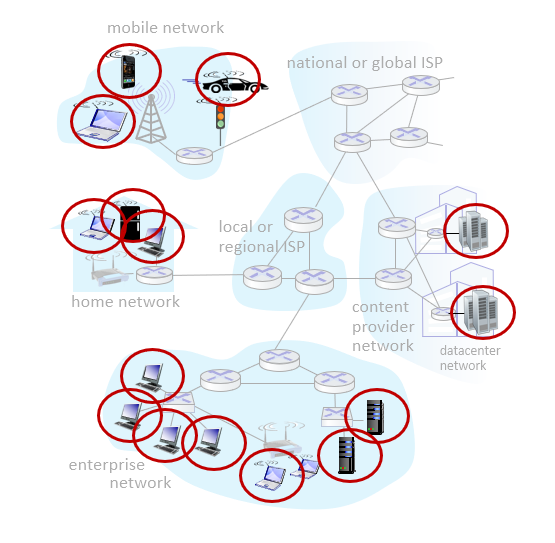 mobile network
national or global ISP
local or
regional ISP
home network
content
provider
network
datacenter
network
enterprise
network